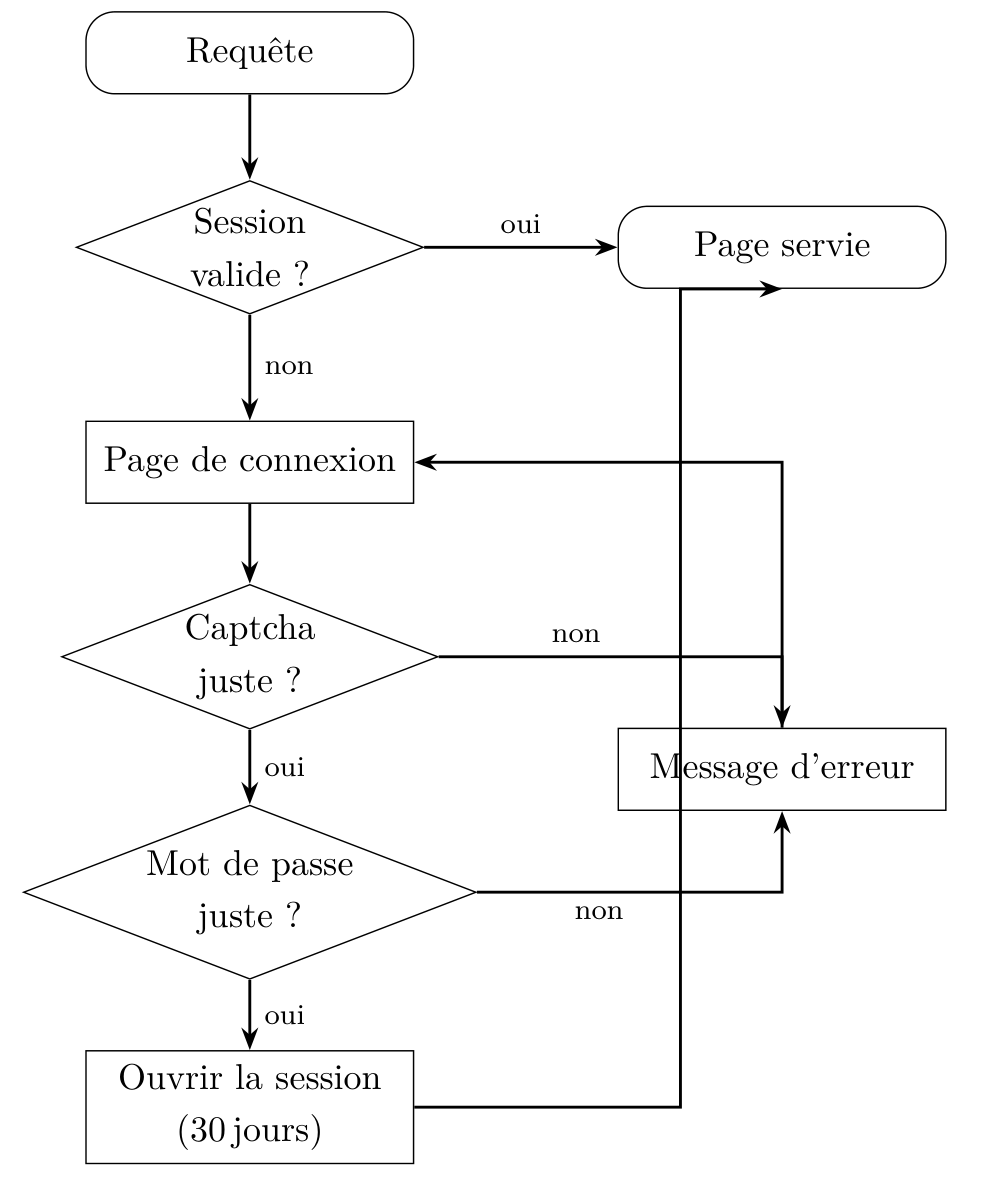 Requête
Session
valide ?
oui
Page servie
non
Page de connexion
Captcha
juste ?
non
oui
Message d'erreur
Mot de passe
juste ?
non
oui
Ouvrir la session
(30 jours)